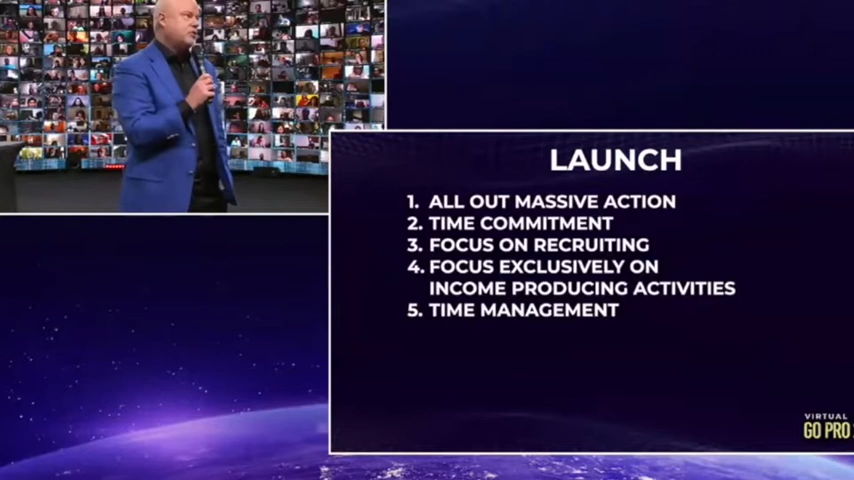 LAUNCH
1. ALL OUT MASSIVE ACTION
2. TIME COMMITMENT
3. FOCUS ON RECRUITING
4. FOCUS EXCLUSIVELY ON
INCOME PRODUCING ACTIVITIES
5. TIME MANAGEMENT
VIRTUAL
GO PRO